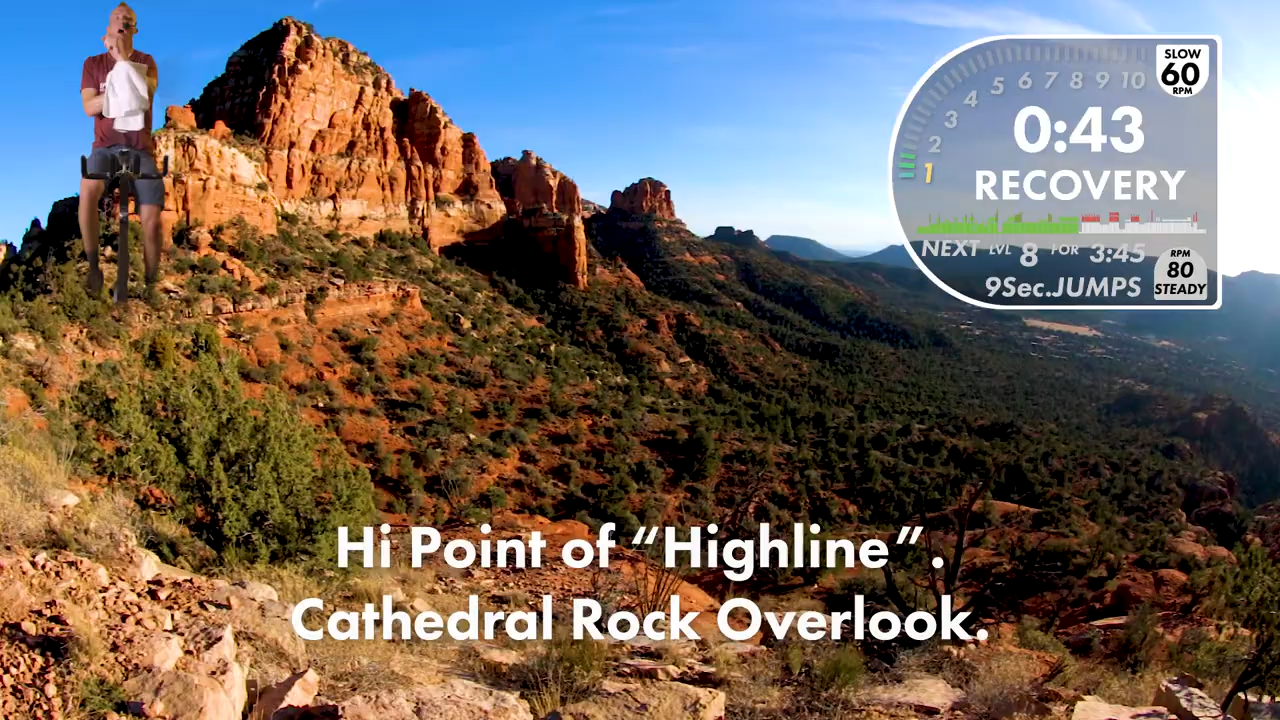 SLOW
60
RPM
1 2 3 4 5 6 7 8 9 10
0:43
RECOVERY
NEXT LVL 8 FOR 3:45
9Sec.JUMPS
RPM
80
STEADY
Hi Point of “Highline”.
Cathedral Rock Overlook.